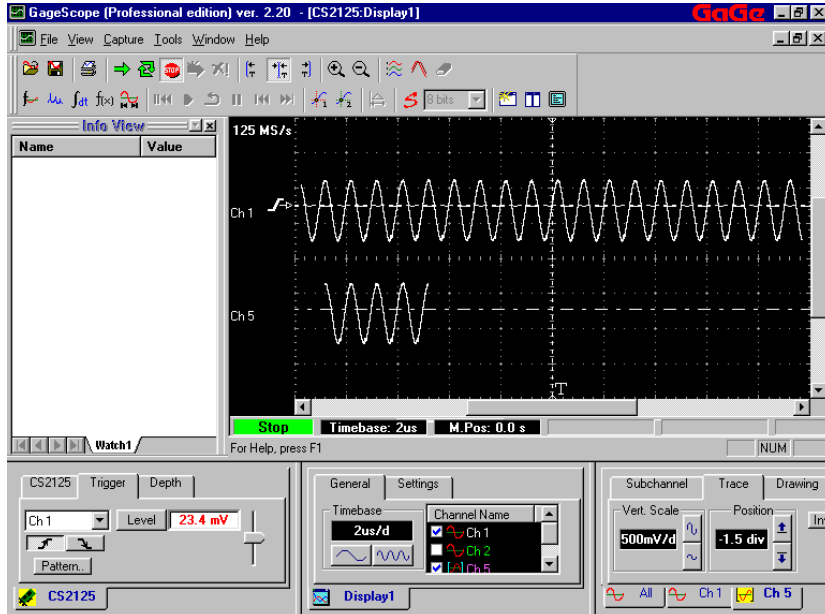 GageScope (Professional edition) ver. 2.20 - [CS2125:Display1]
GaGe
File View Capture Tools Window Help
∫dt f(x)
1 2 S 8 bits
Info View
Name Value
125 MS/s
Ch 1
Ch 5
T
Stop Timebase: 2us M.Pos: 0.0 s
Watch1
For Help, press F1
NUM
CS2125 Trigger Depth
Ch 1 Level 23.4 mV
Pattern..
CS2125
General Settings
Timebase
2us/d
Channel Name
Ch 1
Ch 2
Ch 5
Display1
Subchannel Trace Drawing
Vert. Scale Position
500mV/d -1.5 div
All Ch 1 Ch 5